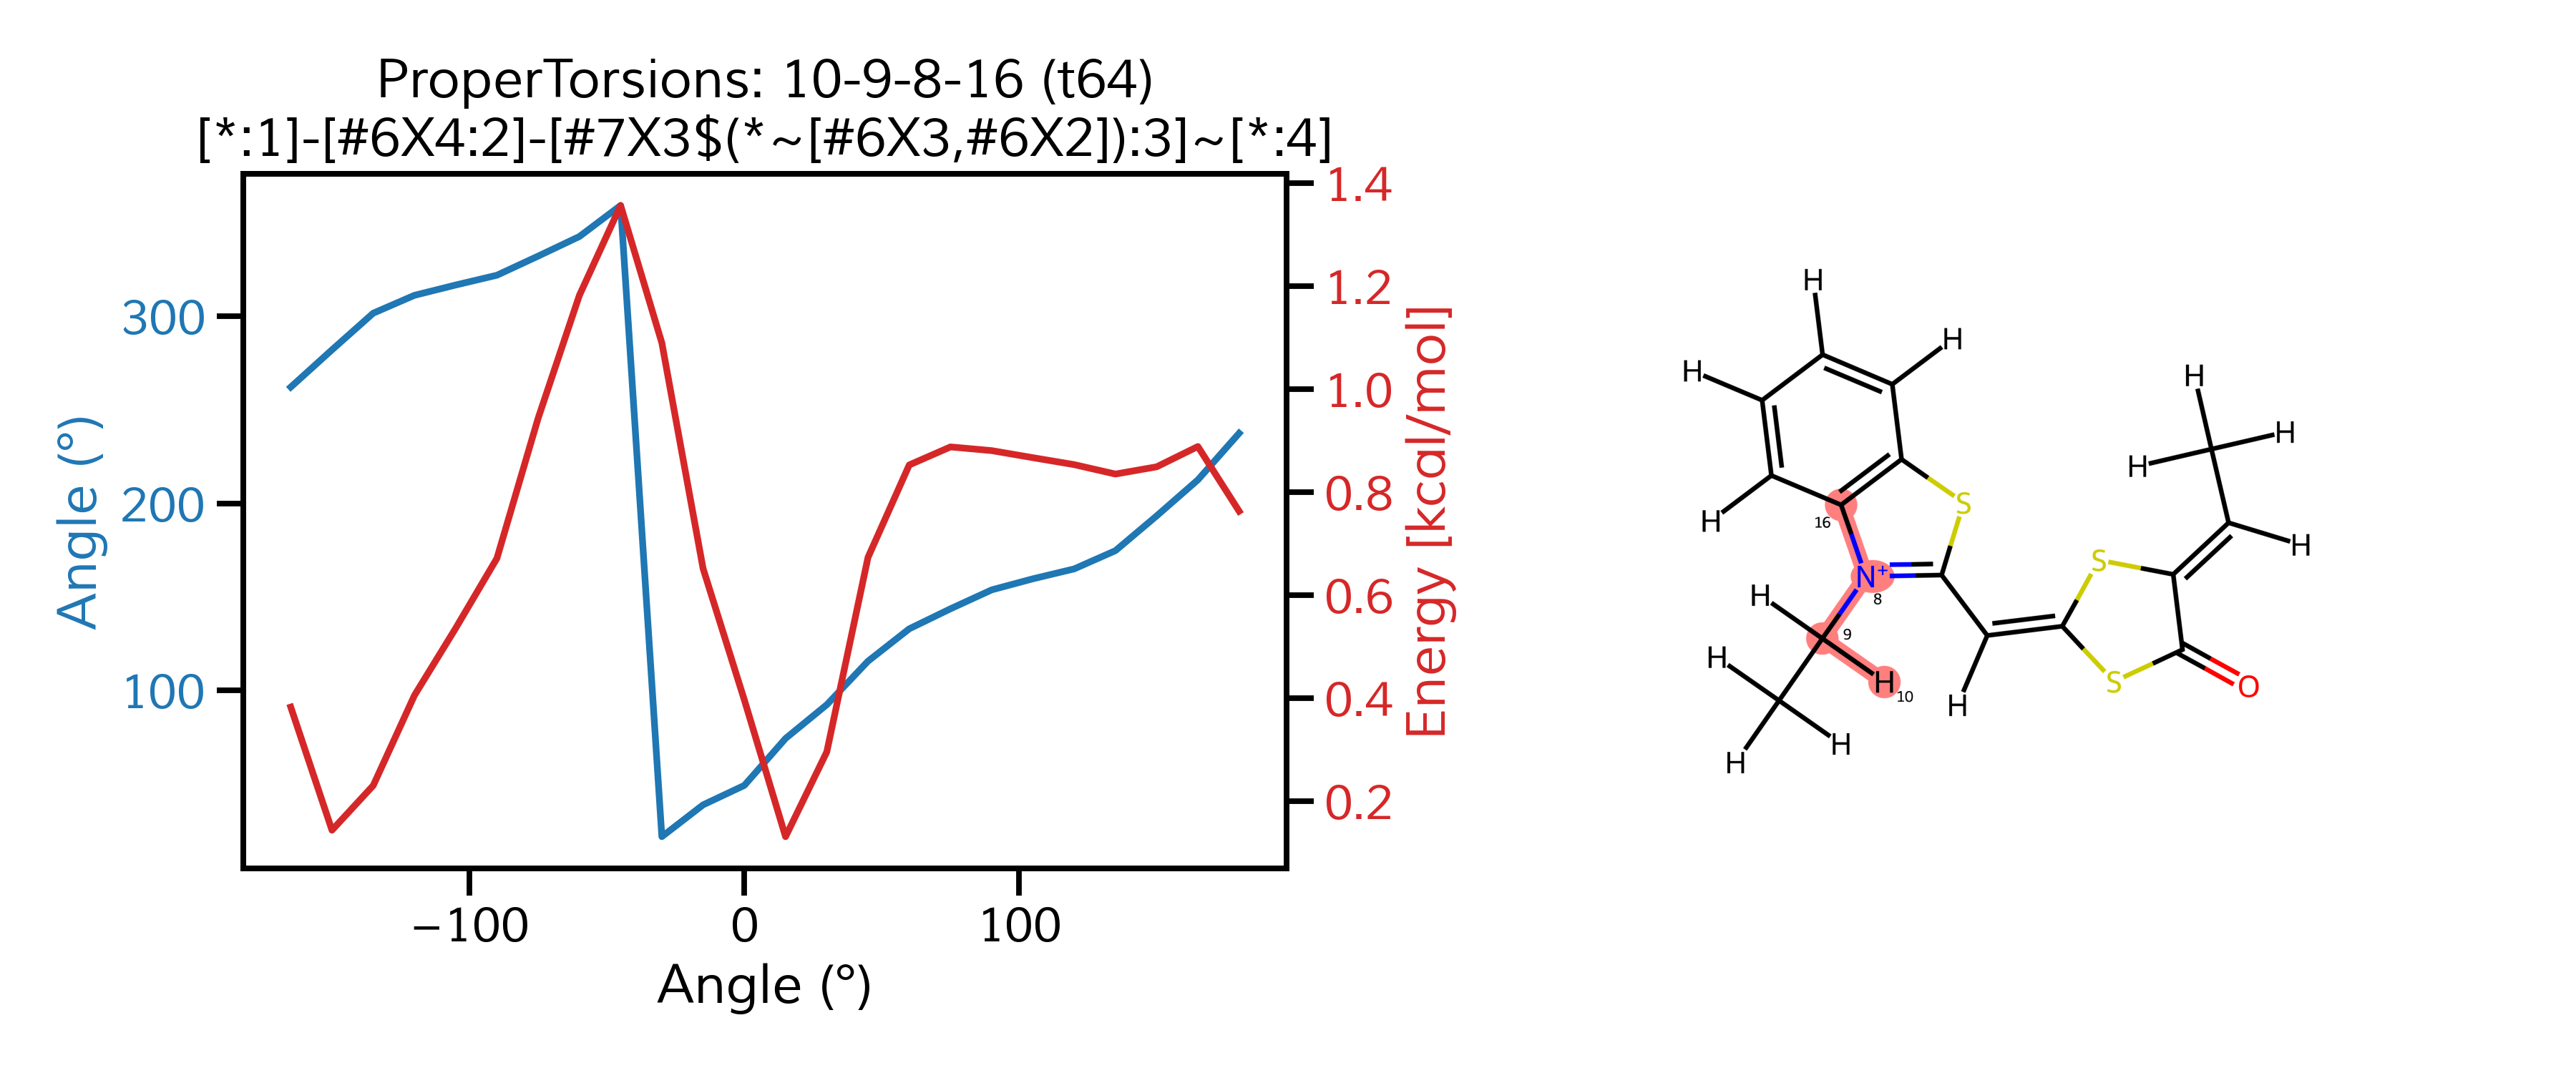 ProperTorsions: 10-9-8-16 (t64)
[*:1]-[#6X4:2]-[#7X3$(*~[#6X3,#6X2]):3]~[*:4]
Angle (°)
300
200
100
−100
0
100
Angle (°)
1.4
1.2
1.0
0.8
0.6
0.4
0.2
Energy [kcal/mol]
H
H
H
H
H
H
H
S
16
H
S
N+
8
H
9
H
H
10
S
O
H
H
H